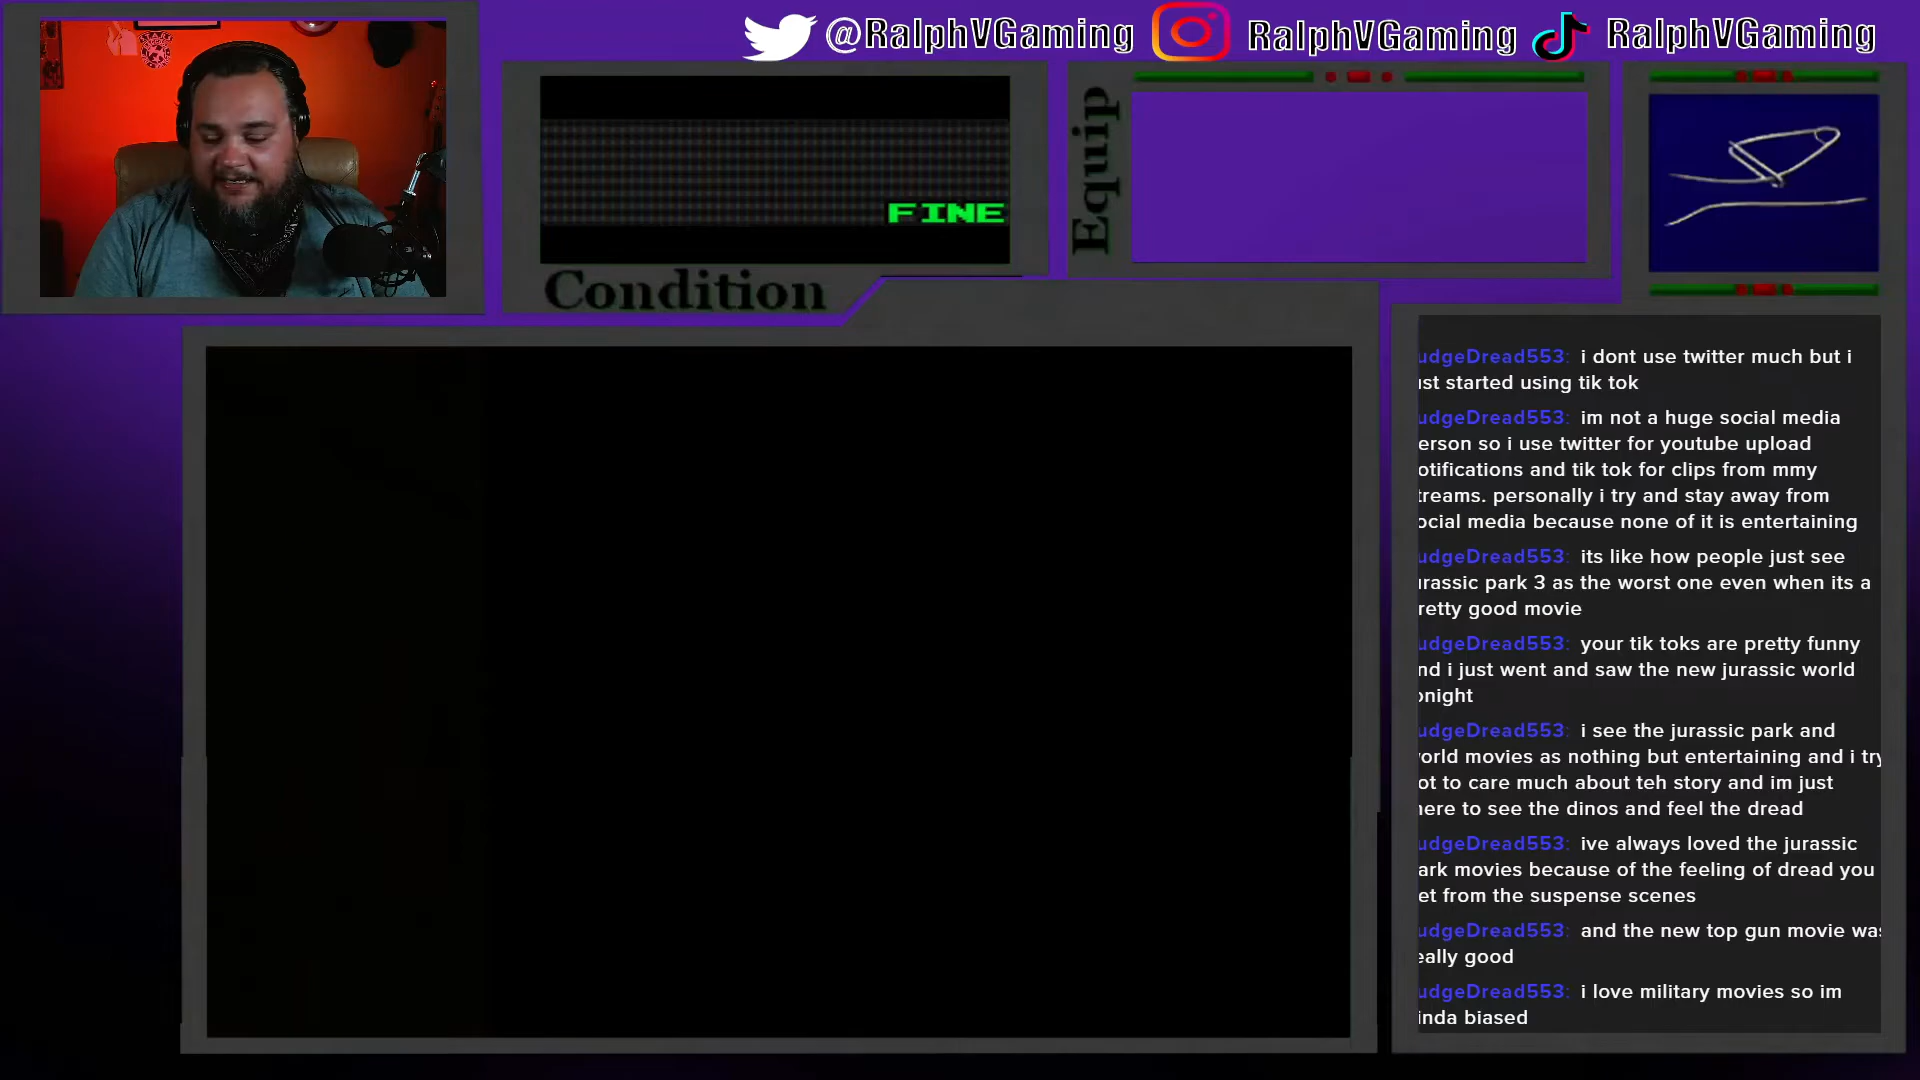 @RalphVGaming RalphVGaming RalphVGaming
FINE
Condition
Equip
udgeDread553: i dont use twitter much but i
ust started using tik tok
udgeDread553: im not a huge social media
erson so i use twitter for youtube upload
otifications and tik tok for clips from mmy
treams. personally i try and stay away from
ocial media because none of it is entertaining
udgeDread553: its like how people just see
urassic park 3 as the worst one even when its a
retty good movie
udgeDread553: your tik toks are pretty funny
nd i just went and saw the new jurassic world
onight
udgeDread553: i see the jurassic park and
vorld movies as nothing but entertaining and i try
ot to care much about teh story and im just
here to see the dinos and feel the dread
udgeDread553: ive always loved the jurassic
ark movies because of the feeling of dread you
et from the suspense scenes
udgeDread553: and the new top gun movie was
eally good
udgeDread553: i love military movies so im
inda biased